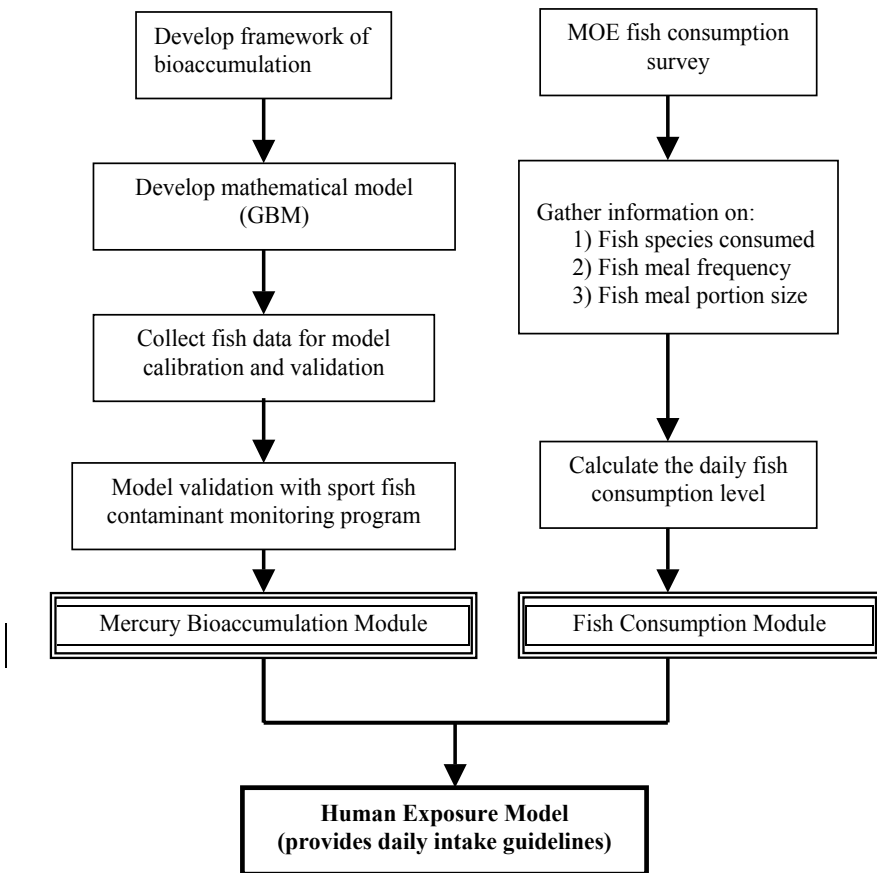 Develop framework of
bioaccumulation
Develop mathematical model
(GBM)
Collect fish data for model
calibration and validation
Model validation with sport fish
contaminant monitoring program
Mercury Bioaccumulation Module
MOE fish consumption
survey
Gather information on:
1) Fish species consumed
2) Fish meal frequency
3) Fish meal portion size
Calculate the daily fish
consumption level
Fish Consumption Module
Human Exposure Model
(provides daily intake guidelines)